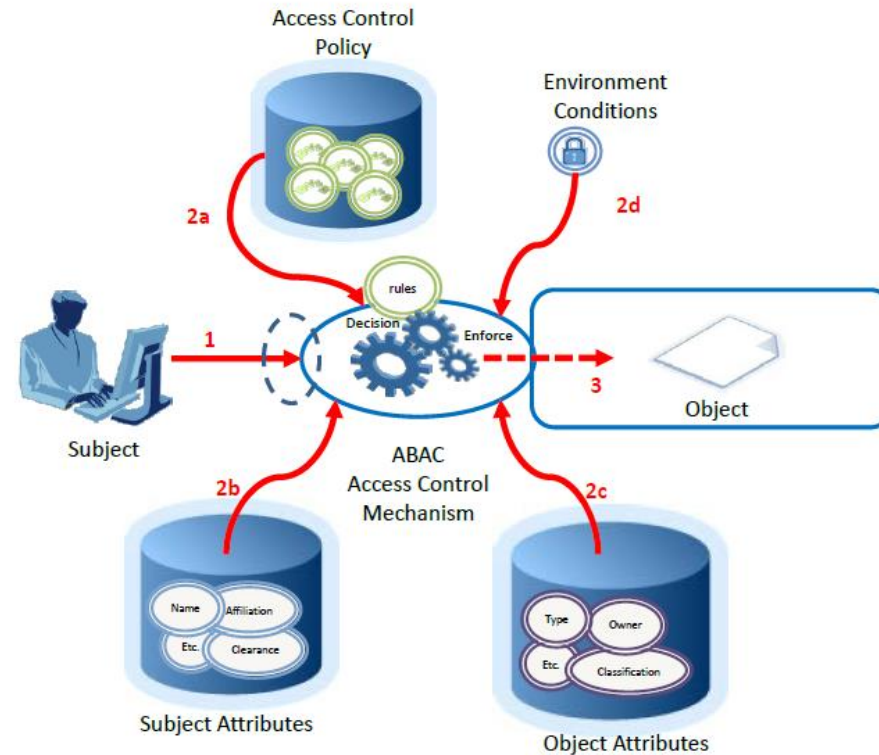 Access Control
Policy
Environment
Conditions
2a
2d
rules
Decision
Enforce
1
3
Subject
Object
ABAC
Access Control
Mechanism
2b
2c
Name
Affiliation
Etc.
Clearance
Subject Attributes
Type
Owner
Etc.
Classification
Object Attributes